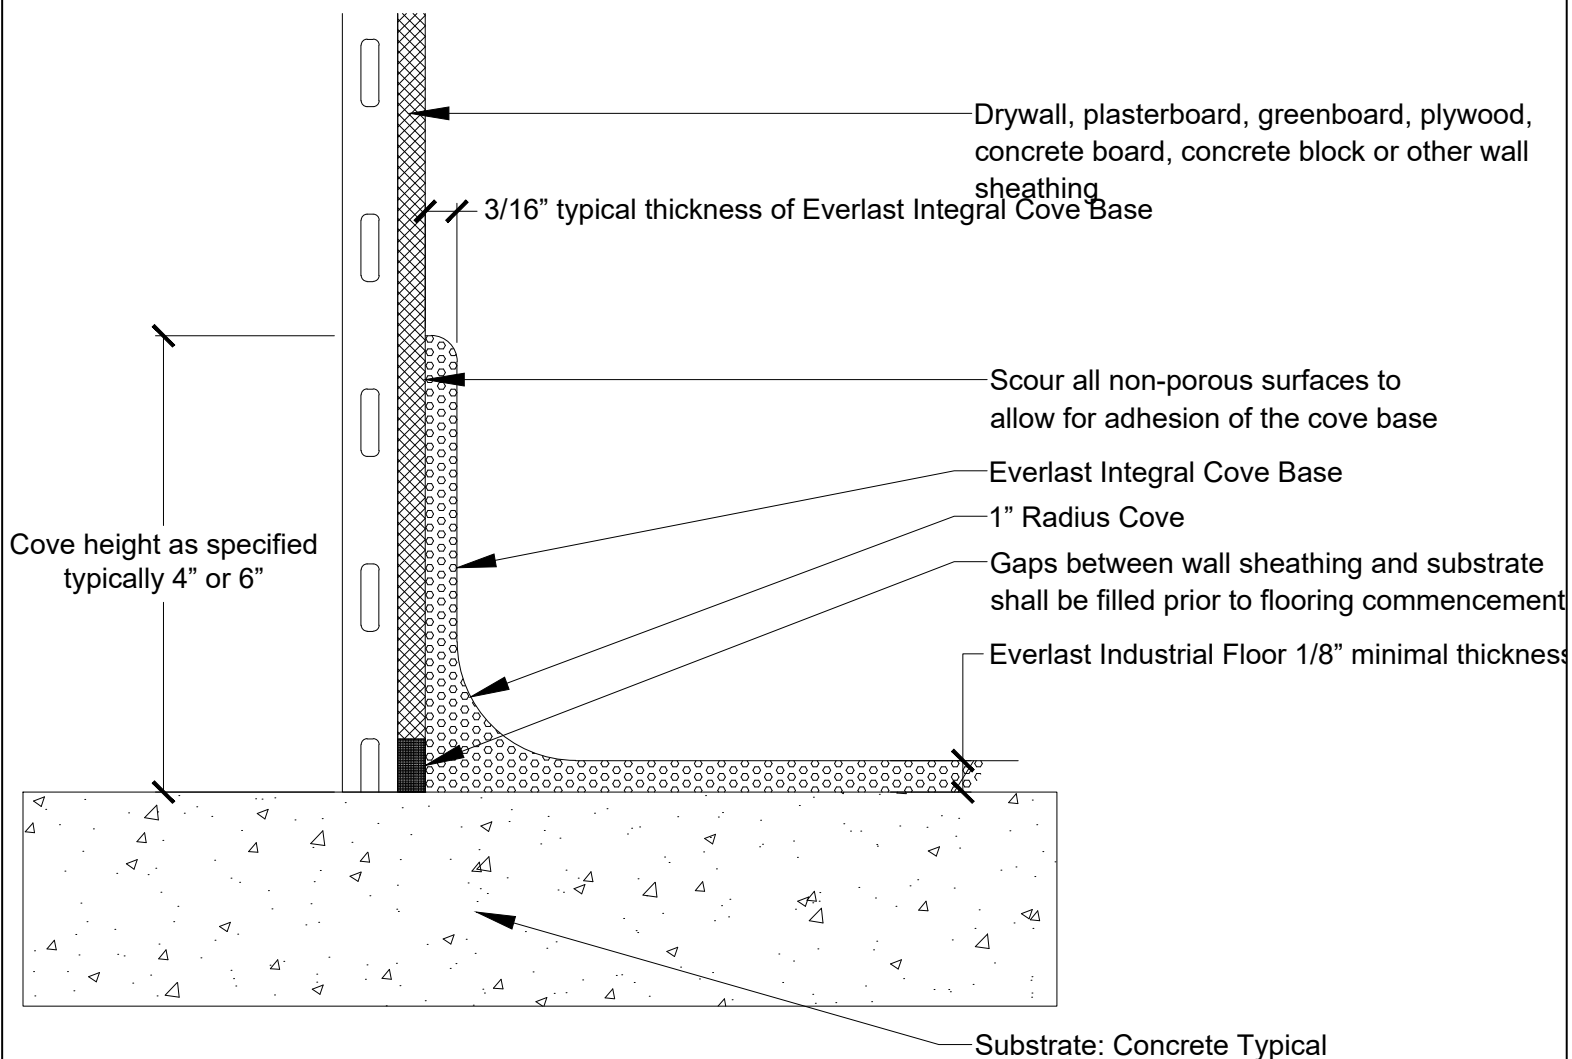 Drywall, plasterboard, greenboard, plywood,
concrete board, concrete block or other wall
sheathing
3/16” typical thickness of Everlast Integral Cove Base
Scour all non-porous surfaces to
allow for adhesion of the cove base
Everlast Integral Cove Base
1” Radius Cove
Cove height as specified
typically 4” or 6”
Gaps between wall sheathing and substrate
shall be filled prior to flooring commencement
Everlast Industrial Floor 1/8” minimal thickness
Substrate: Concrete Typical